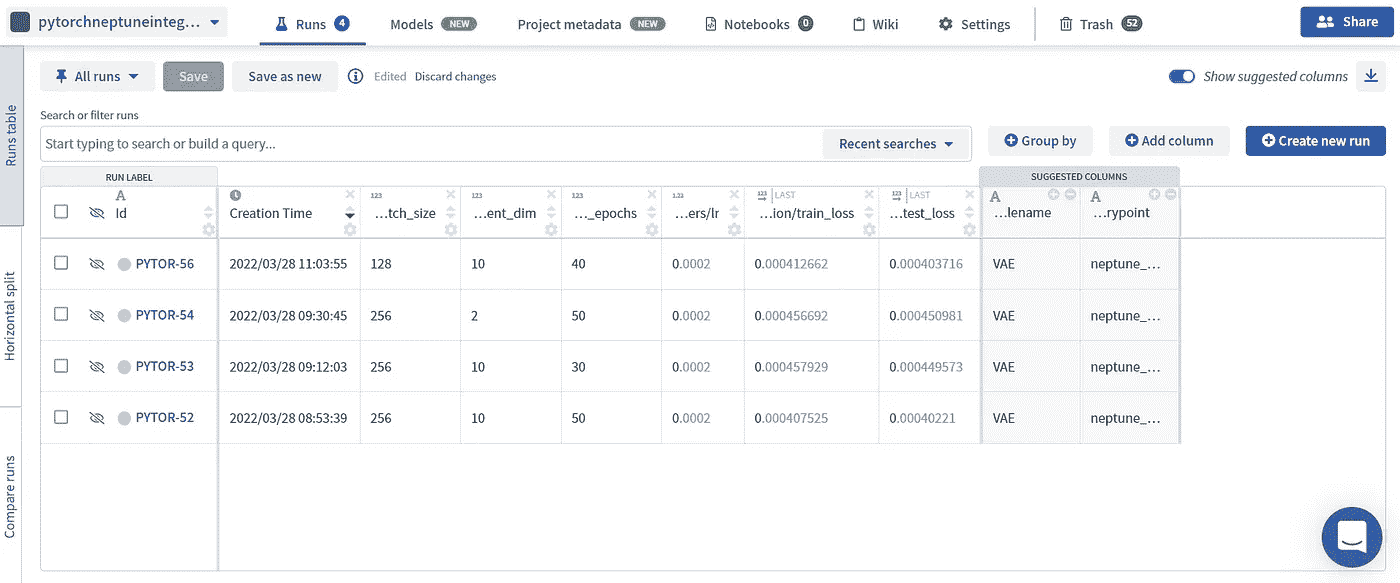 pytorchneptuneinteg... Runs 4 Models NEW Project metadata NEW Notebooks 0 Wiki Settings Trash 52 Share
All runs Save Save as new Edited Discard changes Show suggested columns
Search or filter runs
Start typing to search or build a query... Recent searches Group by Add column Create new run
RUN LABEL SUGGESTED COLUMNS
A 123 123 123 1.23 LAST LAST A A
Id Creation Time ...tch_size ...ent_dim ..._epochs ...ers/lr ...ion/train_loss ...test_loss ...lename ...rypoint
PYTOR-56 2022/03/28 11:03:55 128 10 40 0.0002 0.000412662 0.000403716 VAE neptune_...
PYTOR-54 2022/03/28 09:30:45 256 2 50 0.0002 0.000456692 0.000450981 VAE neptune_...
PYTOR-53 2022/03/28 09:12:03 256 10 30 0.0002 0.000457929 0.000449573 VAE neptune_...
PYTOR-52 2022/03/28 08:53:39 256 10 50 0.0002 0.000407525 0.00040221 VAE neptune_...
Runs table
Horizontal split
Compare runs